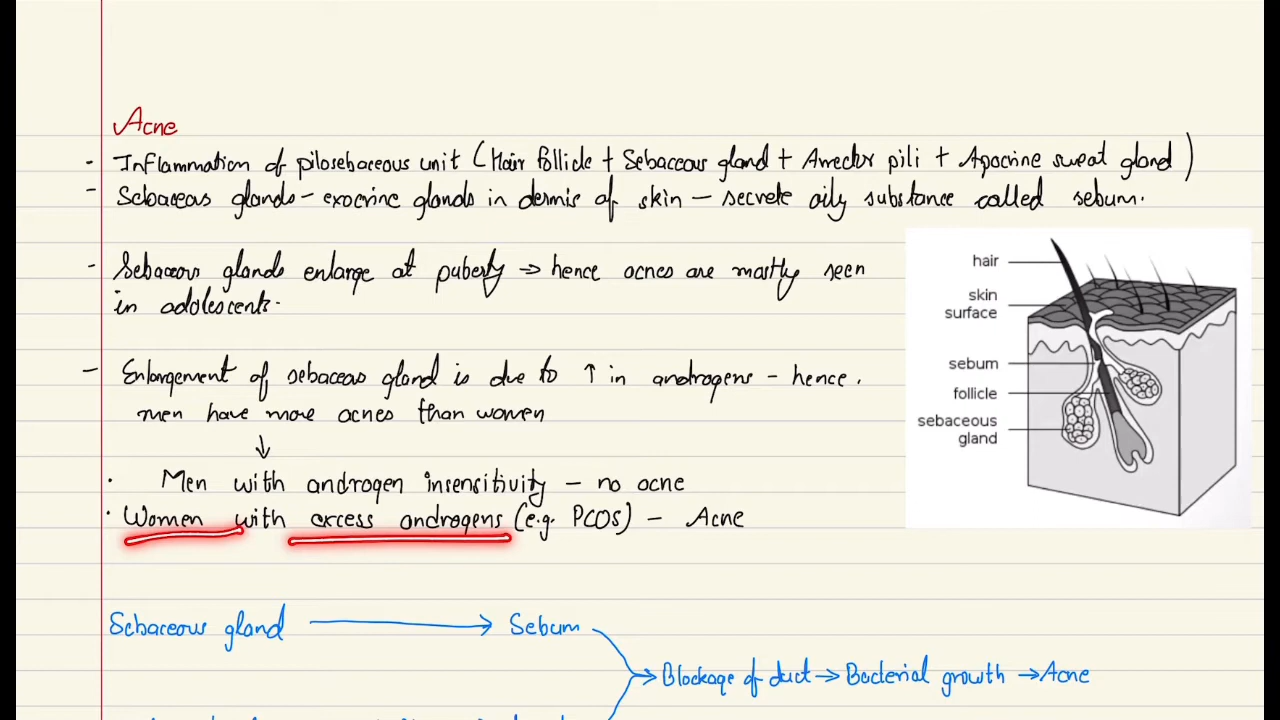 Acne
- Inflammation of pilosebaceous unit (Hair follicle + Sebaceous gland + Arrector pili + Apocrine sweat gland)
- Sebaceous glands - exocrine glands in dermis of skin - secrete oily substance called sebum.
- Sebaceous glands enlarge at puberty → hence acnes are mostly seen
in adolescents.
- Enlargement of sebaceous gland is due to ↑ in androgens - hence.
men have more acnes than women
↓
· Men with androgen insensitivity - no acne
· Women with excess androgens (e.g. PCOS) - Acne
hair
skin
surface
sebum
follicle
sebaceous
gland
Sebaceous gland → Sebum
→ Blockage of duct → Bacterial growth → Acne